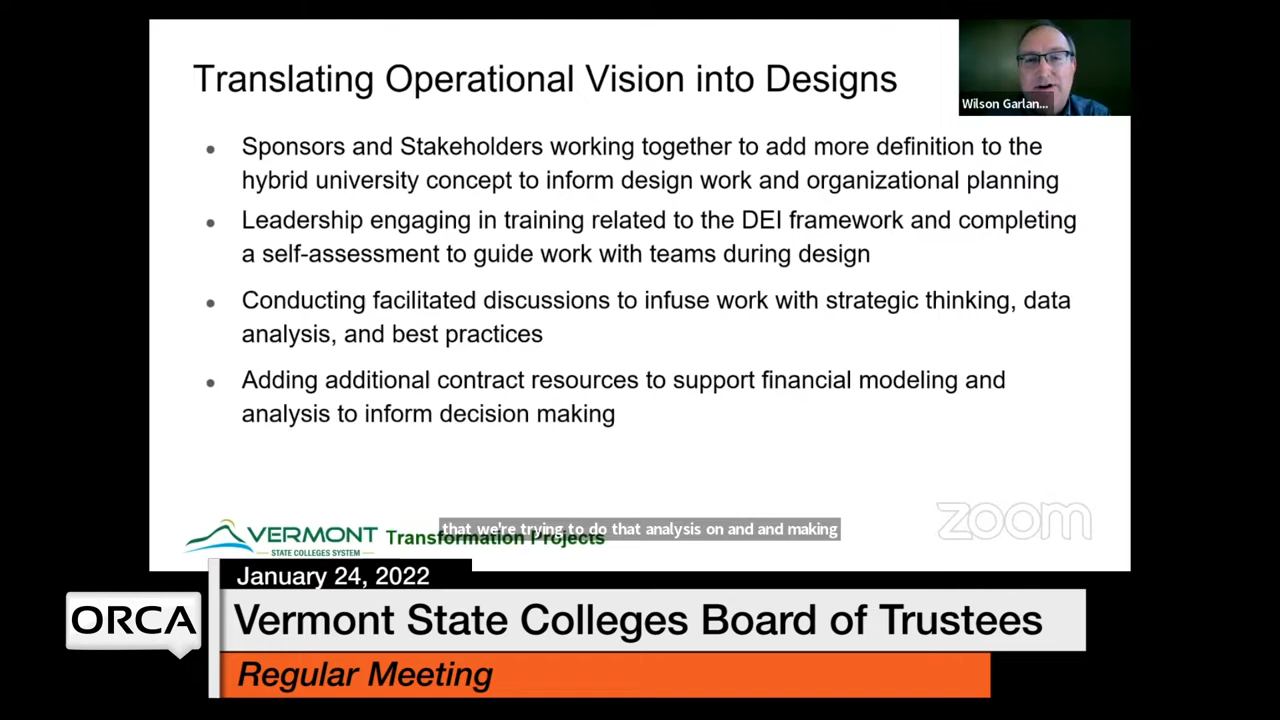 Translating Operational Vision into Designs
Wilson Garlan...
• Sponsors and Stakeholders working together to add more definition to the
hybrid university concept to inform design work and organizational planning
• Leadership engaging in training related to the DEI framework and completing
a self-assessment to guide work with teams during design
• Conducting facilitated discussions to infuse work with strategic thinking, data
analysis, and best practices
• Adding additional contract resources to support financial modeling and
analysis to inform decision making
that we're trying to do that analysis on and and making
zoom
VERMONT
STATE COLLEGES SYSTEM
Transformation Projects
January 24, 2022
ORCA
Vermont State Colleges Board of Trustees
Regular Meeting